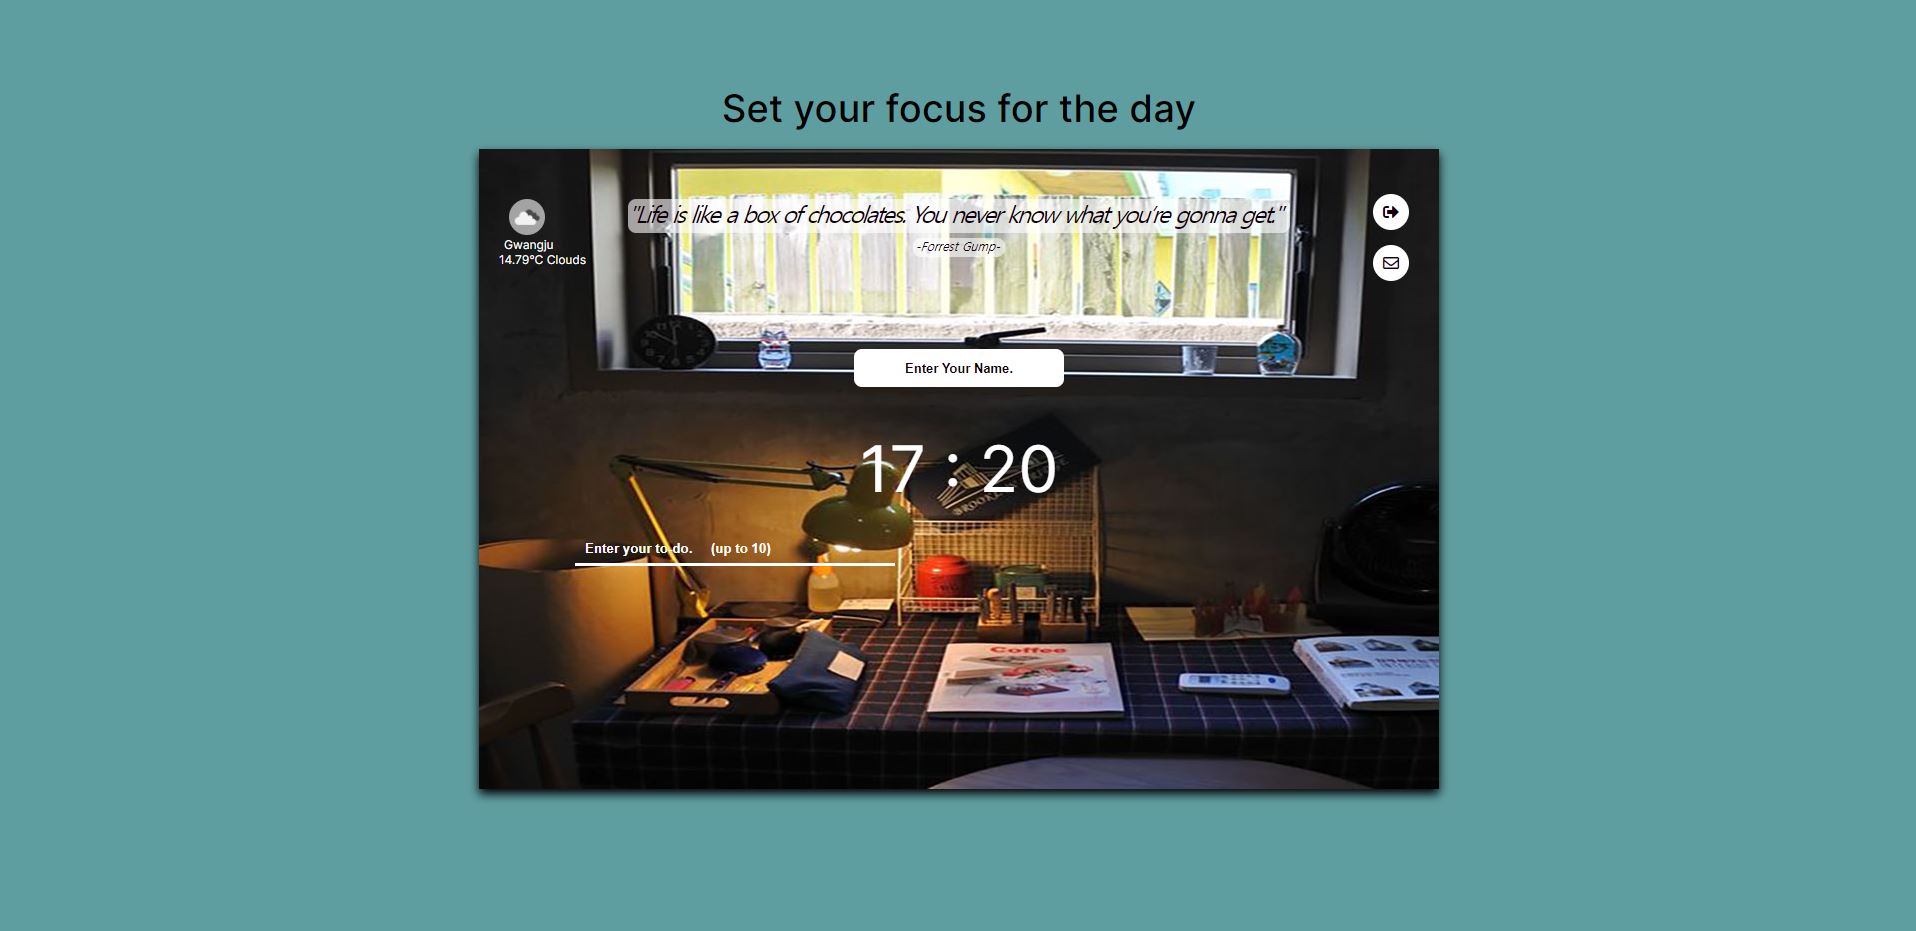 Set your focus for the day
"Life is like a box of chocolates. You never know what you're gonna get."
-Forrest Gump-
Gwangju
14.79°C Clouds
Enter Your Name.
17 : 20
Enter your to-do. (up to 10)
Coffee